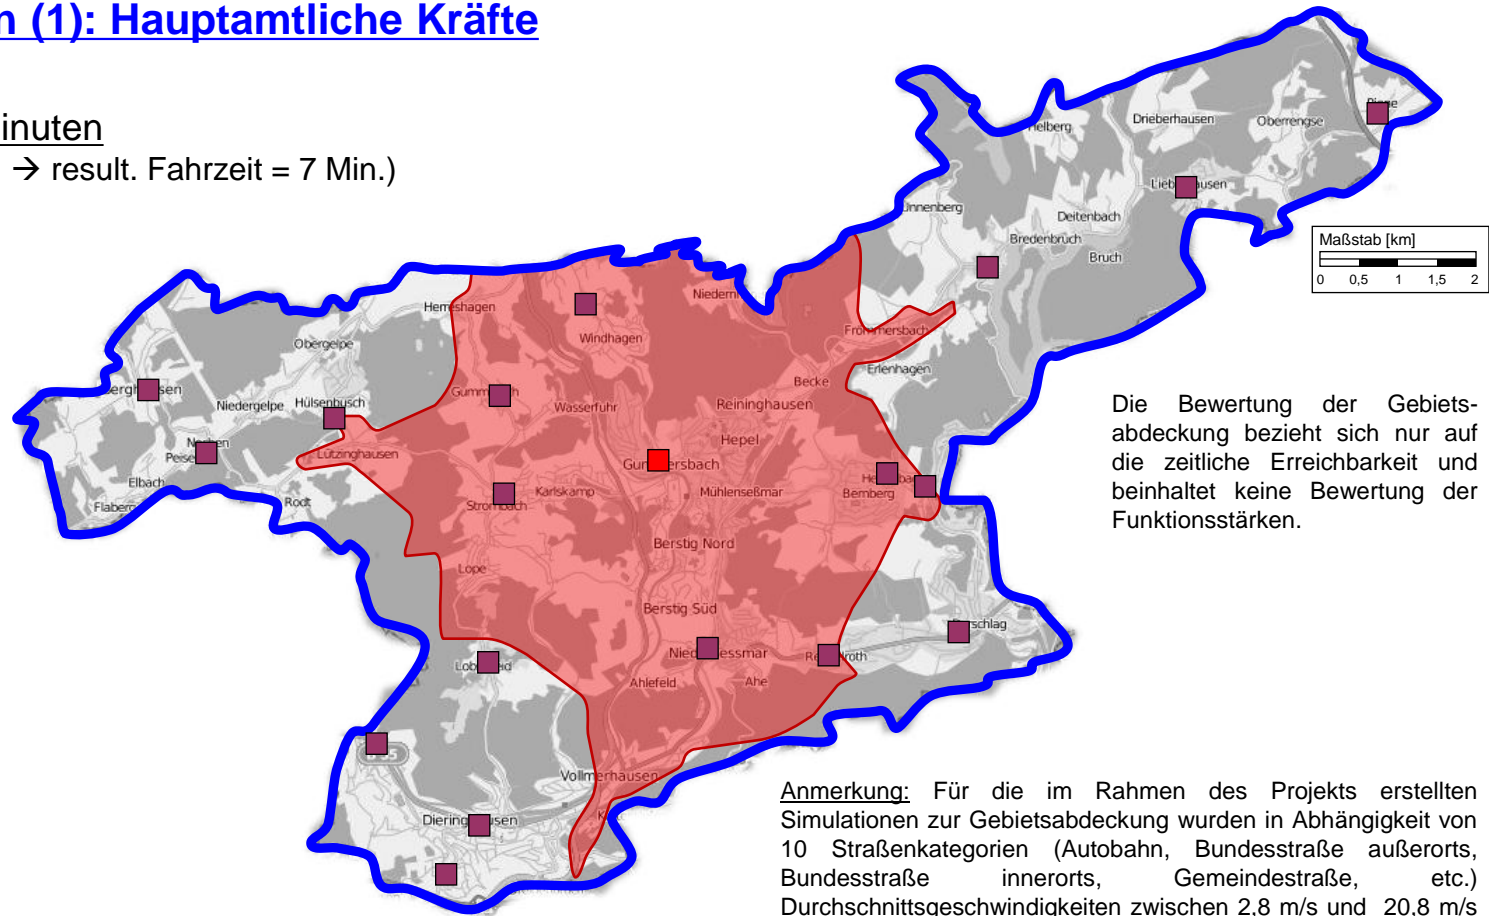 n (1): Hauptamtliche Kräfte
inuten
→ result. Fahrzeit = 7 Min.)
Drieberhausen
Oberrengse
Deitenbach
Bredenbruch
Bruch
Maßstab [km]
0 0,5 1 1,5 2
Windhagen
Frömmersbach
Obergelpe
Erlenhagen
Becke
Niedergelpe
Hülsenbusch
Wasserfuhr
Reininghausen
Hepel
Lützinghausen
Elbach
Rodt
Karlskamp
Mühlenseßmar
Bemberg
Berstig Nord
Lope
Berstig Süd
Ahlefeld
Ahe
Vollmerhausen
Die Bewertung der Gebiets-
abdeckung bezieht sich nur auf
die zeitliche Erreichbarkeit und
beinhaltet keine Bewertung der
Funktionsstärken.
Anmerkung: Für die im Rahmen des Projekts erstellten
Simulationen zur Gebietsabdeckung wurden in Abhängigkeit von
10 Straßenkategorien (Autobahn, Bundesstraße außerorts,
Bundesstraße innerorts, Gemeindestraße, etc.)
Durchschnittsgeschwindigkeiten zwischen 2,8 m/s und 20,8 m/s